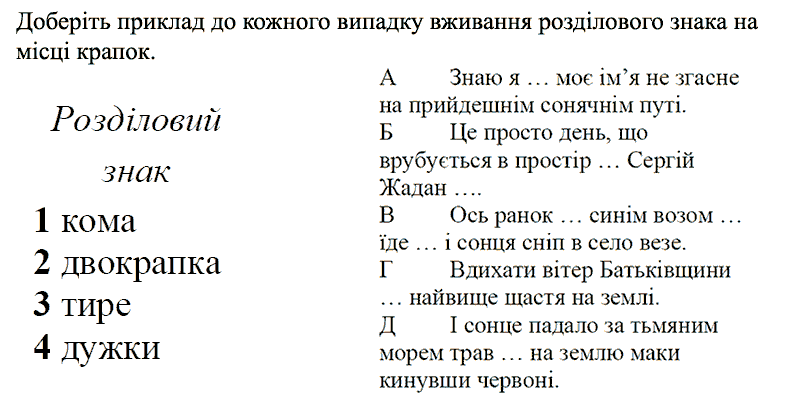 Доберіть приклад до кожного випадку вживання розділового знака на
місці крапок.
Розділовий
знак
1 кома
2 двокрапка
3 тире
4 дужки
А Знаю я … моє ім’я не згасне
на прийдешнім сонячнім путі.
Б Це просто день, що
врубується в простір … Сергій
Жадан ….
В Ось ранок … синім возом …
їде … і сонця сніп в село везе.
Г Вдихати вітер Батьківщини
… найвище щастя на землі.
Д І сонце падало за тьмяним
морем трав … на землю маки
кинувши червоні.